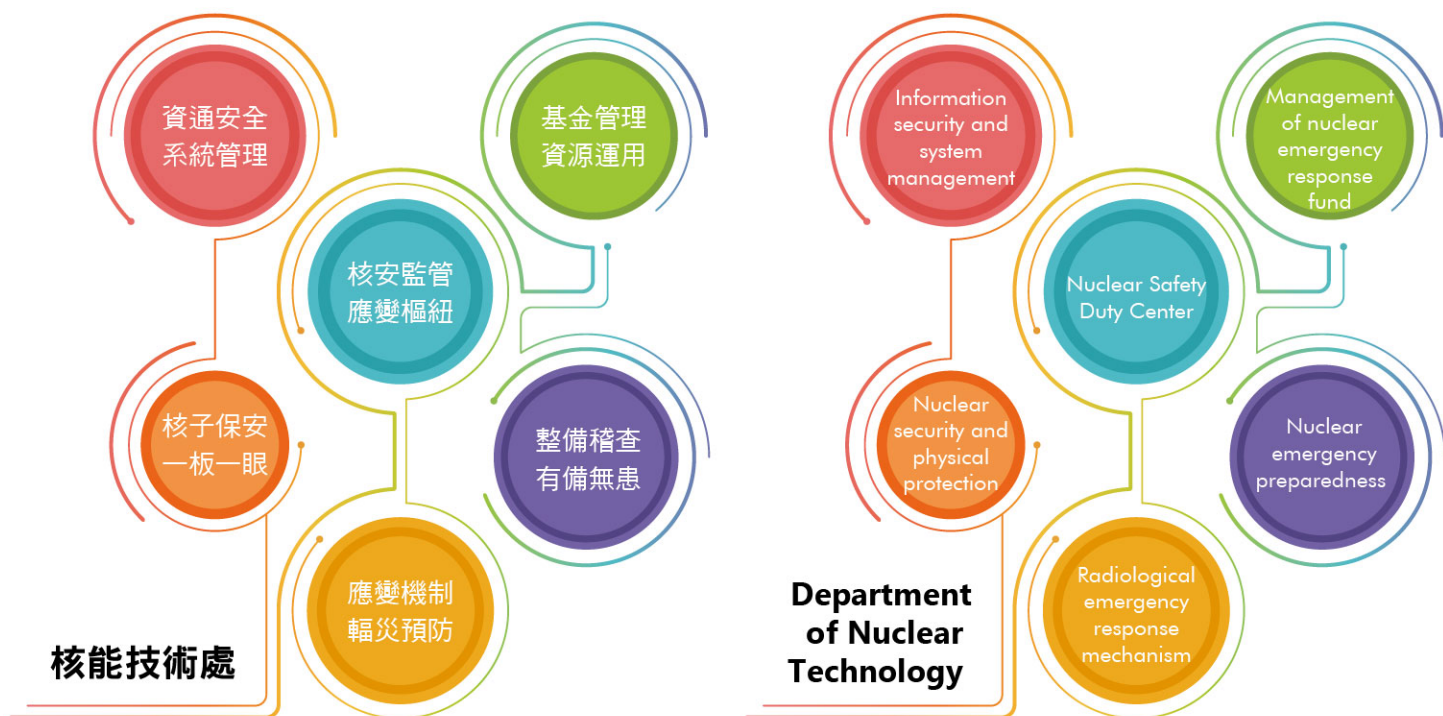 資通安全
系統管理
基金管理
資源運用
核安監管
應變樞紐
核子保安
一板一眼
整備稽查
有備無患
應變機制
輻災預防
核能技術處
Information
security and
system
management
Management
of nuclear
emergency
response
fund
Nuclear Safety
Duty Center
Nuclear
security and
physical
protection
Nuclear
emergency
preparedness
Radiological
emergency
response
mechanism
Department
of Nuclear
Technology